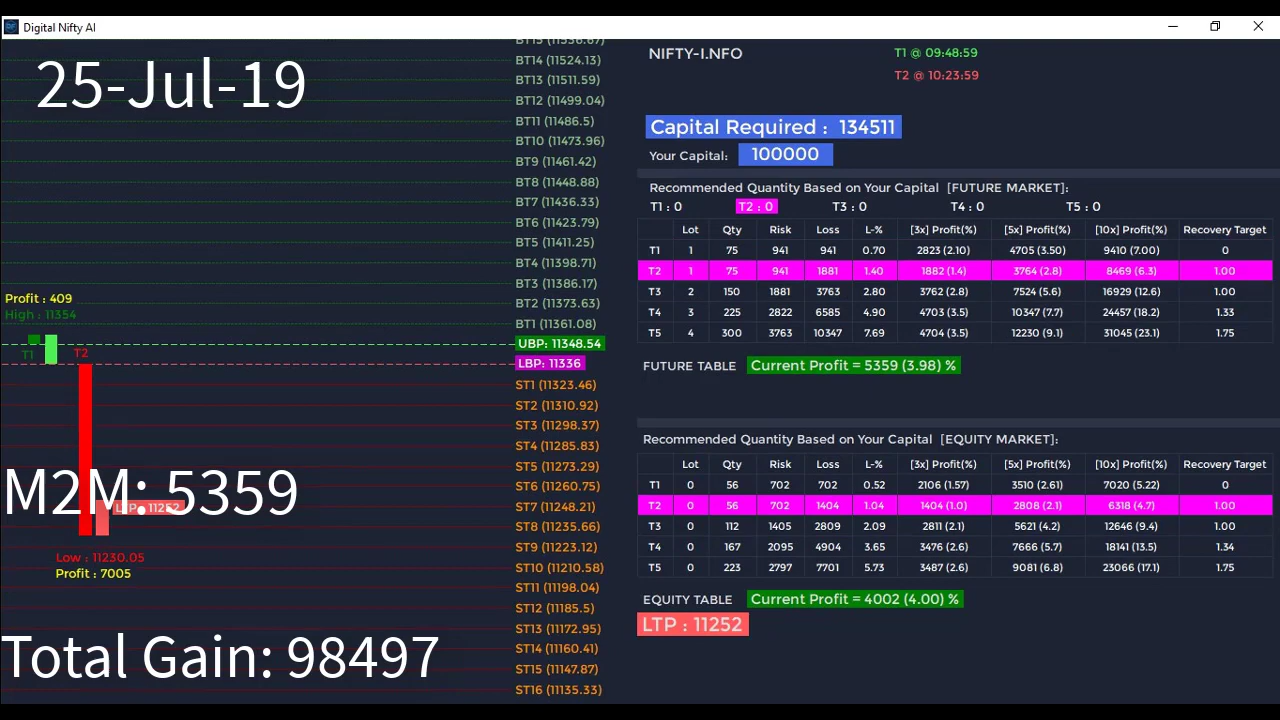 Digital Nifty AI
25-Jul-19
Profit : 409
High : 11354
T1
T2
M2M: 5359
LTP : 11252
Low : 11230.05
Profit : 7005
Total Gain: 98497
BT15 (11536.67)
BT14 (11524.13)
BT13 (11511.59)
BT12 (11499.04)
BT11 (11486.5)
BT10 (11473.96)
BT9 (11461.42)
BT8 (11448.88)
BT7 (11436.33)
BT6 (11423.79)
BT5 (11411.25)
BT4 (11398.71)
BT3 (11386.17)
BT2 (11373.63)
BT1 (11361.08)
UBP: 11348.54
LBP: 11336
ST1 (11323.46)
ST2 (11310.92)
ST3 (11298.37)
ST4 (11285.83)
ST5 (11273.29)
ST6 (11260.75)
ST7 (11248.21)
ST8 (11235.66)
ST9 (11223.12)
ST10 (11210.58)
ST11 (11198.04)
ST12 (11185.5)
ST13 (11172.95)
ST14 (11160.41)
ST15 (11147.87)
ST16 (11135.33)
NIFTY-I.NFO
T1 @ 09:48:59
T2 @ 10:23:59
Capital Required : 134511
Your Capital: 100000
Recommended Quantity Based on Your Capital [FUTURE MARKET]:
T1 : 0 T2 : 0 T3 : 0 T4 : 0 T5 : 0
Lot Qty Risk Loss L-% [3x] Profit(%) [5x] Profit(%) [10x] Profit(%) Recovery Target
T1 1 75 941 941 0.70 2823 (2.10) 4705 (3.50) 9410 (7.00) 0
T2 1 75 941 1881 1.40 1882 (1.4) 3764 (2.8) 8469 (6.3) 1.00
T3 2 150 1881 3763 2.80 3762 (2.8) 7524 (5.6) 16929 (12.6) 1.00
T4 3 225 2822 6585 4.90 4703 (3.5) 10347 (7.7) 24457 (18.2) 1.33
T5 4 300 3763 10347 7.69 4704 (3.5) 12230 (9.1) 31045 (23.1) 1.75
FUTURE TABLE Current Profit = 5359 (3.98) %
Recommended Quantity Based on Your Capital [EQUITY MARKET]:
Lot Qty Risk Loss L-% [3x] Profit(%) [5x] Profit(%) [10x] Profit(%) Recovery Target
T1 0 56 702 702 0.52 2106 (1.57) 3510 (2.61) 7020 (5.22) 0
T2 0 56 702 1404 1.04 1404 (1.0) 2808 (2.1) 6318 (4.7) 1.00
T3 0 112 1405 2809 2.09 2811 (2.1) 5621 (4.2) 12646 (9.4) 1.00
T4 0 167 2095 4904 3.65 3476 (2.6) 7666 (5.7) 18141 (13.5) 1.34
T5 0 223 2797 7701 5.73 3487 (2.6) 9081 (6.8) 23066 (17.1) 1.75
EQUITY TABLE Current Profit = 4002 (4.00) %
LTP : 11252